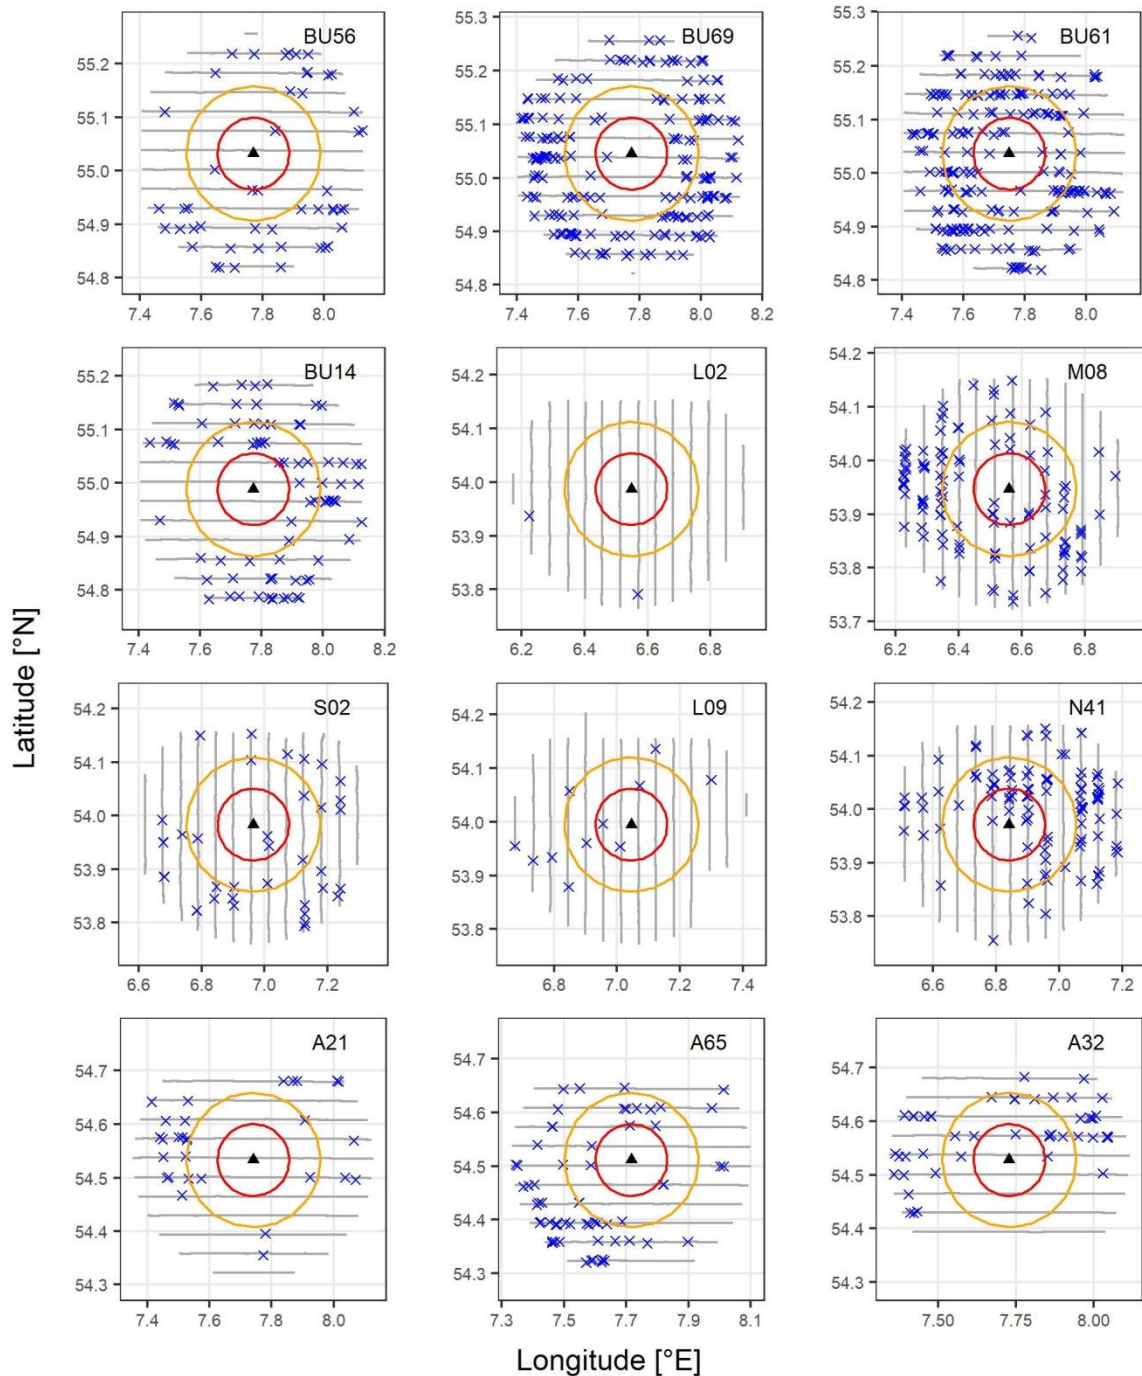 BU56
55.2
55.1
55.0
54.9
54.8
7.4 7.6 7.8 8.0
BU69
55.3
55.2
55.1
55.0
54.9
54.8
7.4 7.6 7.8 8.0 8.2
BU61
55.3
55.2
55.1
55.0
54.9
54.8
7.4 7.6 7.8 8.0
BU14
55.2
55.1
55.0
54.9
54.8
7.4 7.6 7.8 8.0 8.2
L02
54.2
54.1
54.0
53.9
53.8
6.2 6.4 6.6 6.8
M08
54.2
54.1
54.0
53.9
53.8
53.7
6.2 6.4 6.6 6.8
S02
54.2
54.1
54.0
53.9
53.8
6.6 6.8 7.0 7.2
L09
54.2
54.1
54.0
53.9
53.8
6.8 7.0 7.2 7.4
N41
54.2
54.1
54.0
53.9
53.8
6.6 6.8 7.0 7.2
A21
54.7
54.6
54.5
54.4
54.3
7.4 7.6 7.8 8.0
A65
54.7
54.6
54.5
54.4
54.3
7.3 7.5 7.7 7.9 8.1
A32
54.7
54.6
54.5
54.4
54.3
7.50 7.75 8.00
Latitude [°N]
Longitude [°E]